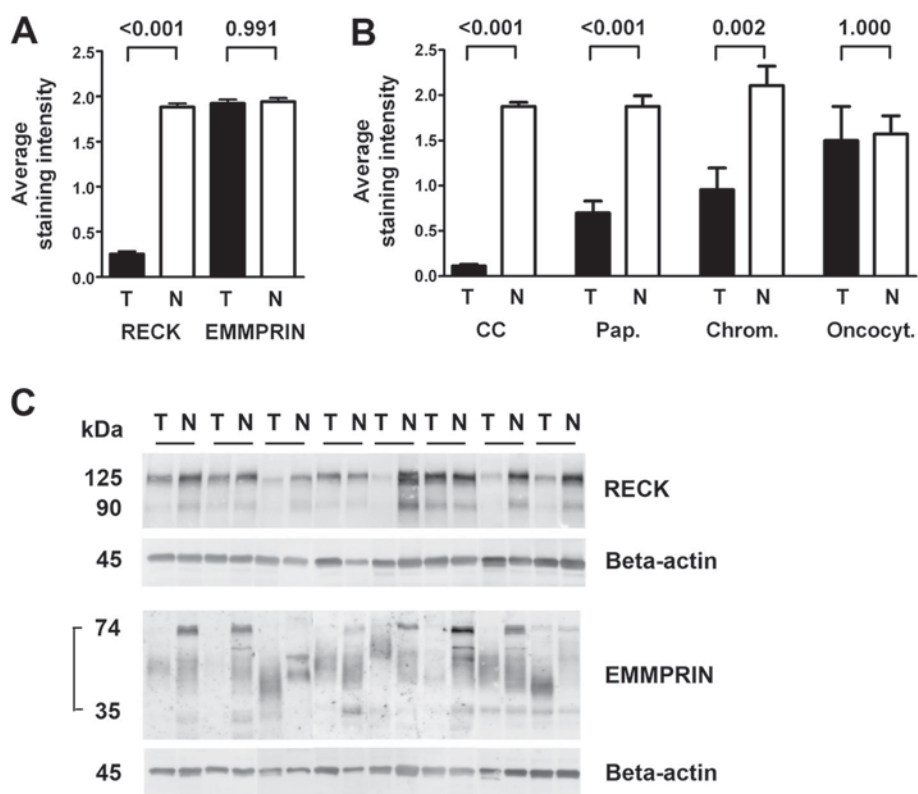 A
<0.001 0.991
Average
staining intensity
2.5
2.0
1.5
1.0
0.5
0.0
T N T N
RECK EMMPRIN
B
<0.001 <0.001 0.002 1.000
Average
staining intensity
2.5
2.0
1.5
1.0
0.5
0.0
T N T N T N T N
CC Pap. Chrom. Oncocyt.
C
kDa T N T N T N T N T N T N T N T N
125
90
RECK
45 Beta-actin
74
35
EMMPRIN
45 Beta-actin